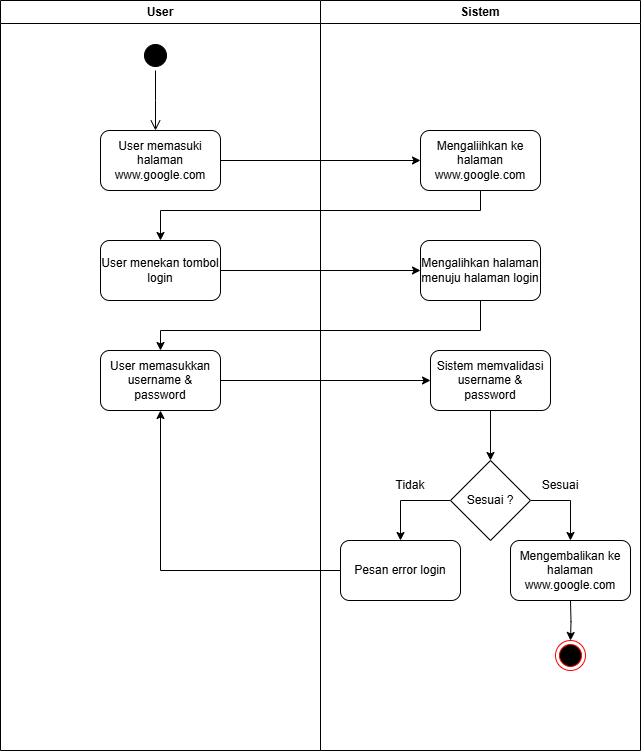 User
Sistem
User memasuki
halaman
www.google.com
Mengaliihkan ke
halaman
www.google.com
User menekan tombol
login
Mengalihkan halaman
menuju halaman login
User memasukkan
username &
password
Sistem memvalidasi
username &
password
Tidak
Sesuai ?
Sesuai
Pesan error login
Mengembalikan ke
halaman
www.google.com